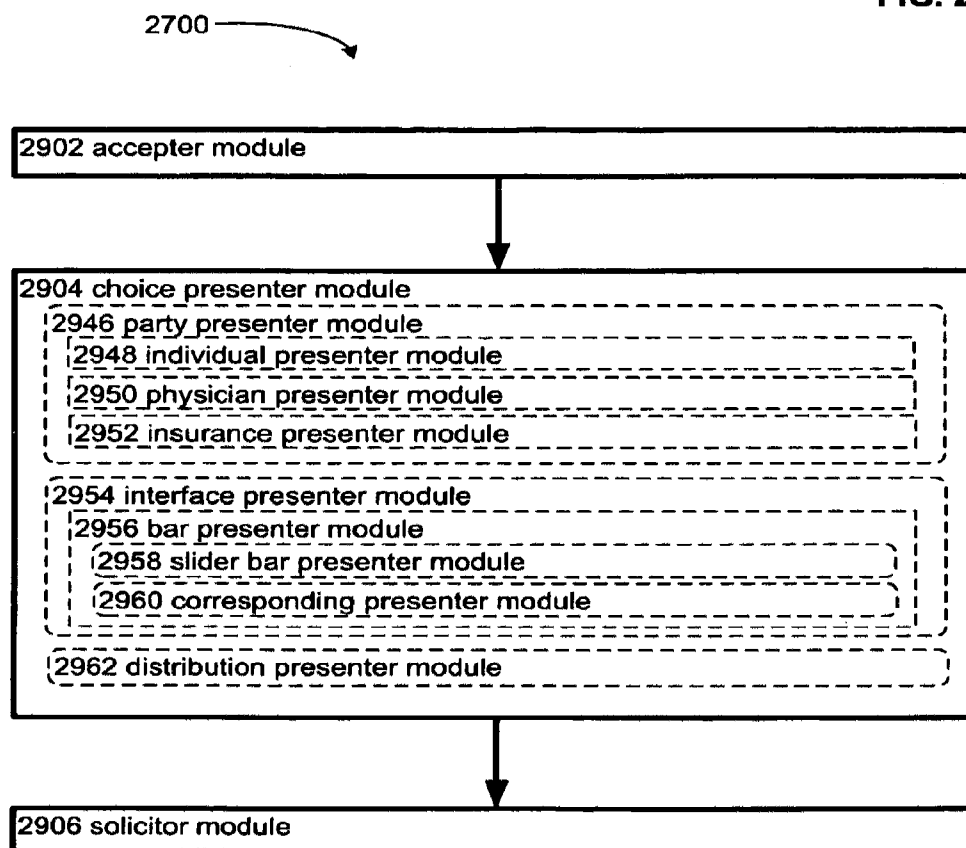 FIG. 2
2700
2902 accepter module
2904 choice presenter module
2946 party presenter module
2948 individual presenter module
2950 physician presenter module
2952 insurance presenter module
2954 interface presenter module
2956 bar presenter module
2958 slider bar presenter module
2960 corresponding presenter module
2962 distribution presenter module
2906 solicitor module